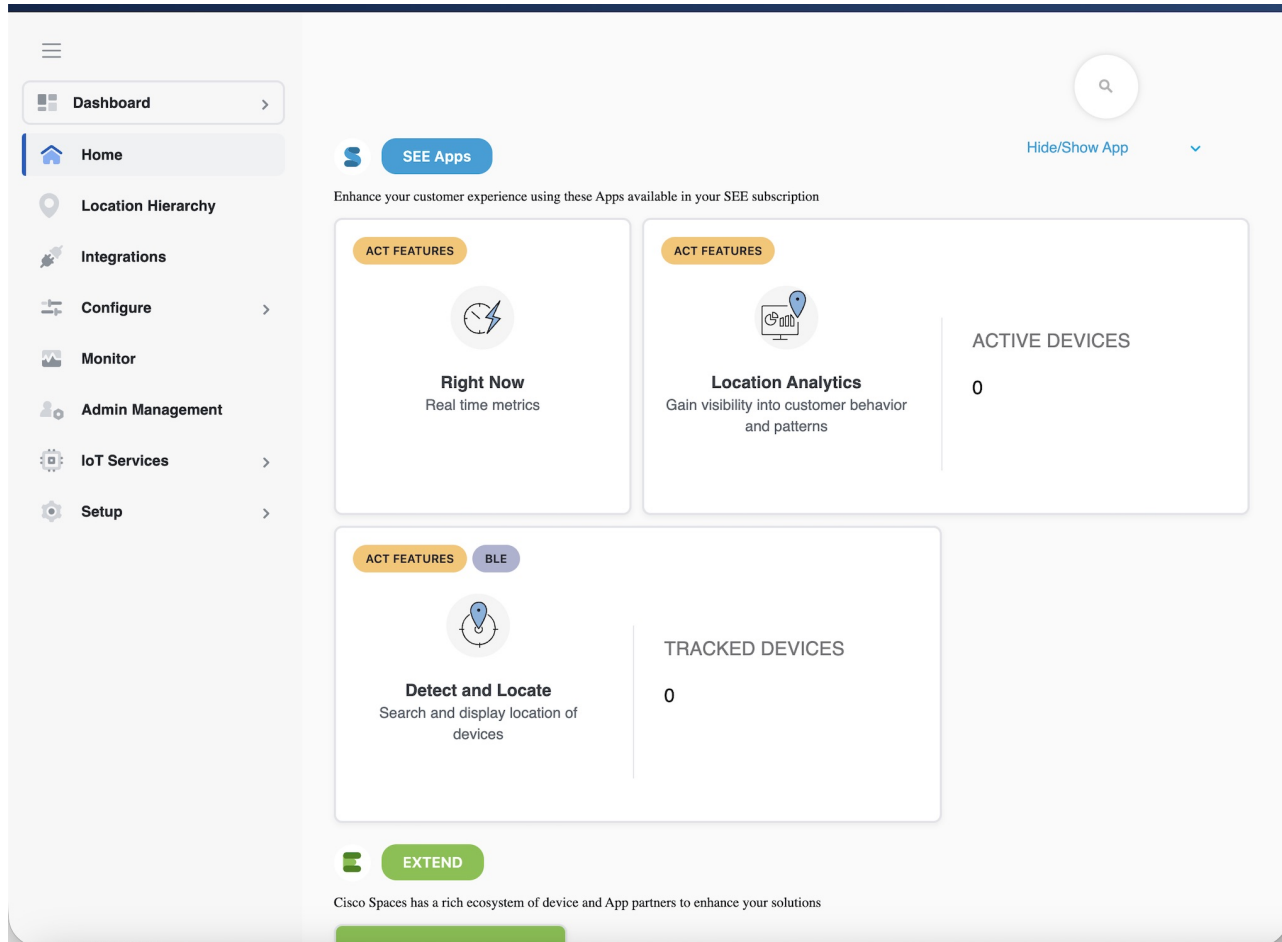 Dashboard
Home
Location Hierarchy
Integrations
Configure
Monitor
Admin Management
IoT Services
Setup
Hide/Show App
SEE Apps
Enhance your customer experience using these Apps available in your SEE subscription
ACT FEATURES
Right Now
Real time metrics
ACT FEATURES
Location Analytics
Gain visibility into customer behavior
and patterns
ACTIVE DEVICES
0
ACT FEATURES BLE
Detect and Locate
Search and display location of
devices
TRACKED DEVICES
0
EXTEND
Cisco Spaces has a rich ecosystem of device and App partners to enhance your solutions